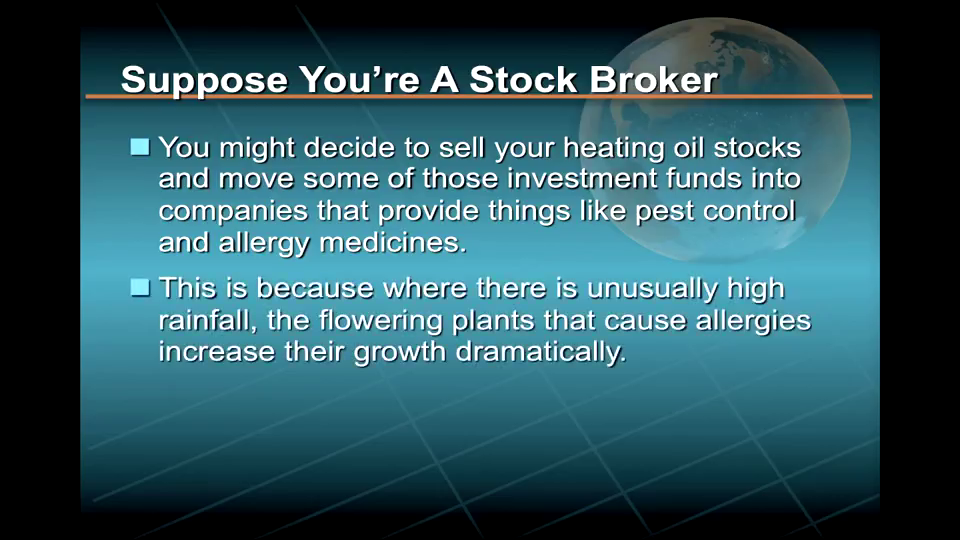 Suppose You’re A Stock Broker
You might decide to sell your heating oil stocks
and move some of those investment funds into
companies that provide things like pest control
and allergy medicines.
This is because where there is unusually high
rainfall, the flowering plants that cause allergies
increase their growth dramatically.